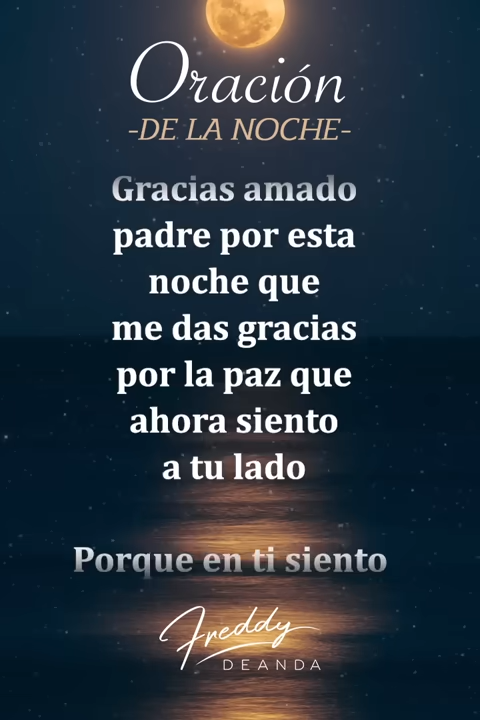 Oración
-DE LA NOCHE-
Gracias amado
padre por esta
noche que
me das gracias
por la paz que
ahora siento
a tu lado
Porque en ti siento
Freddy
DEANDA